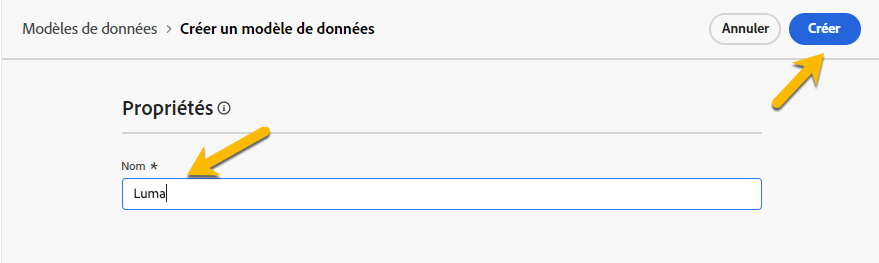 Modèles de données > Créer un modèle de données
Annuler
Créer
Propriétés
Nom *
Luma